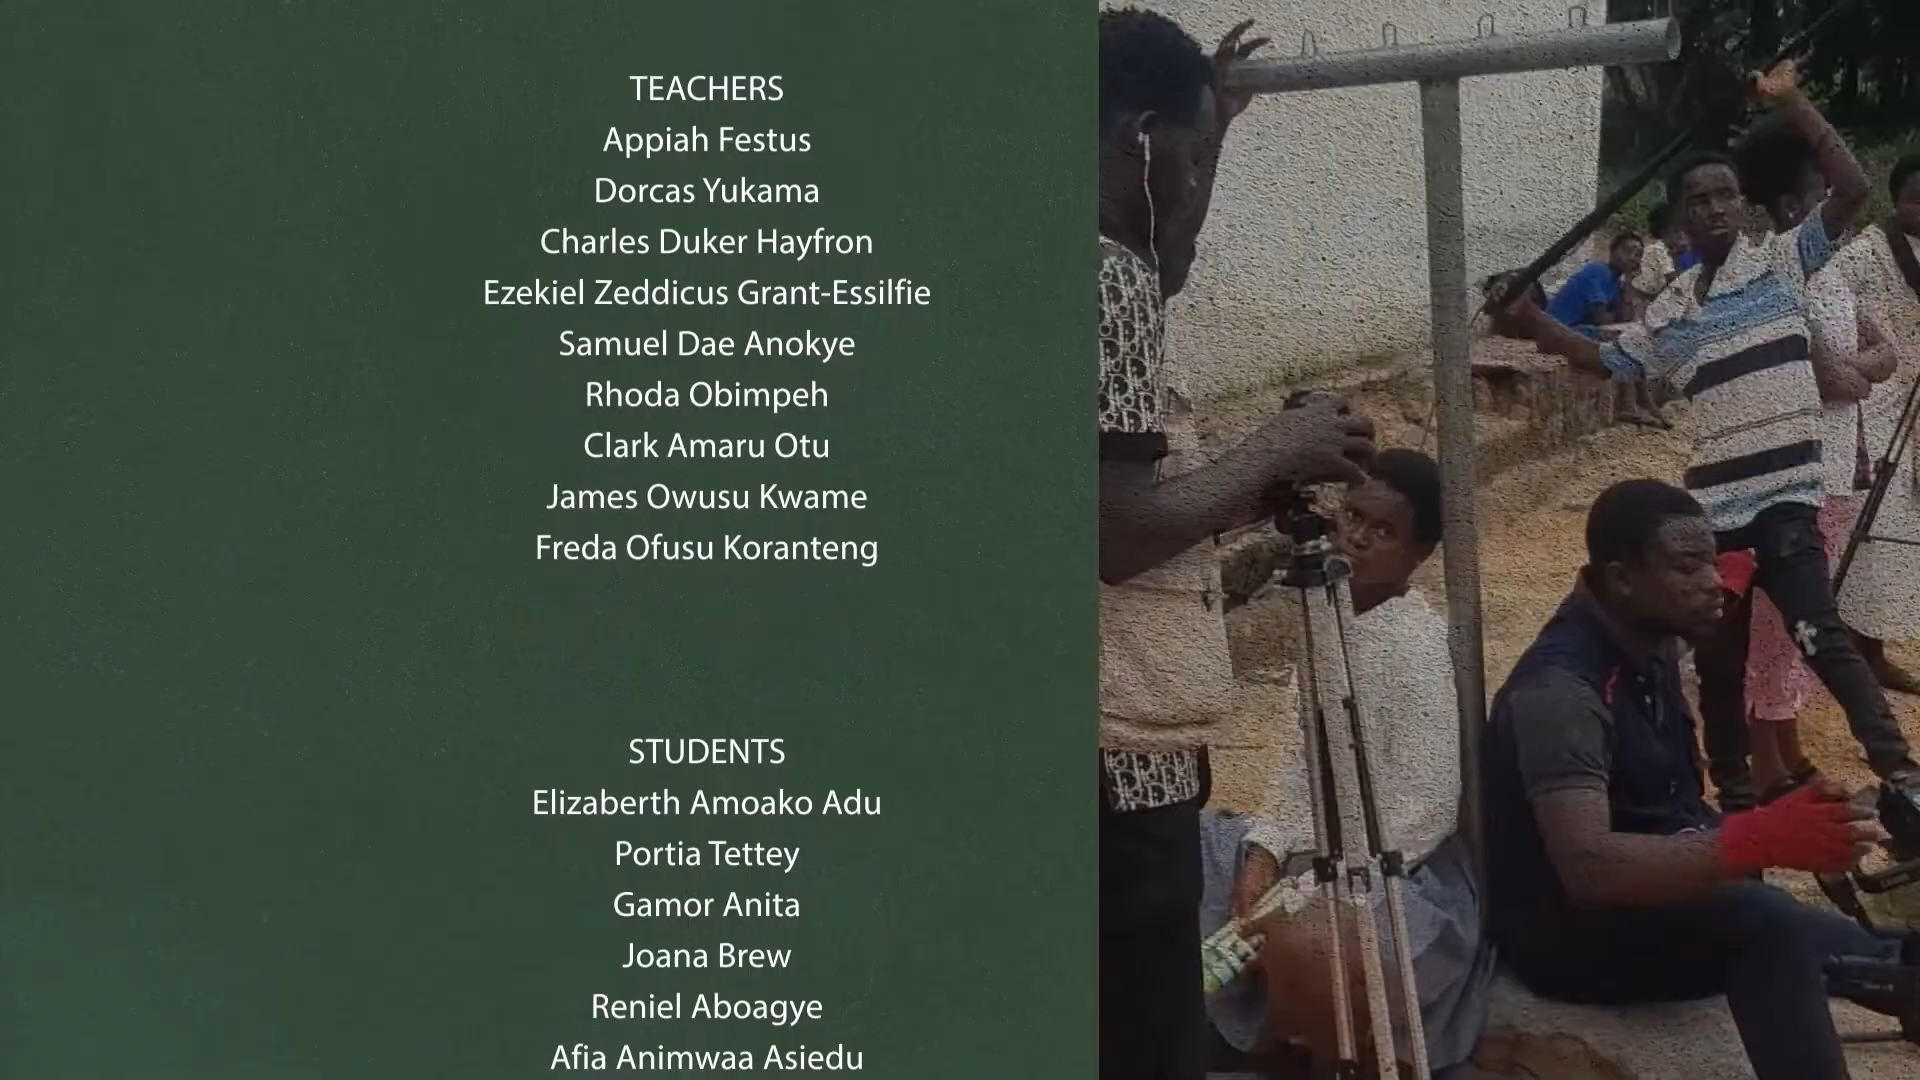 TEACHERS
Appiah Festus
Dorcas Yukama
Charles Duker Hayfron
Ezekiel Zeddicus Grant-Essilfie
Samuel Dae Anokye
Rhoda Obimpeh
Clark Amaru Otu
James Owusu Kwame
Freda Ofusu Koranteng
STUDENTS
Elizaberth Amoako Adu
Portia Tettey
Gamor Anita
Joana Brew
Reniel Aboagye
Afia Animwaa Asiedu